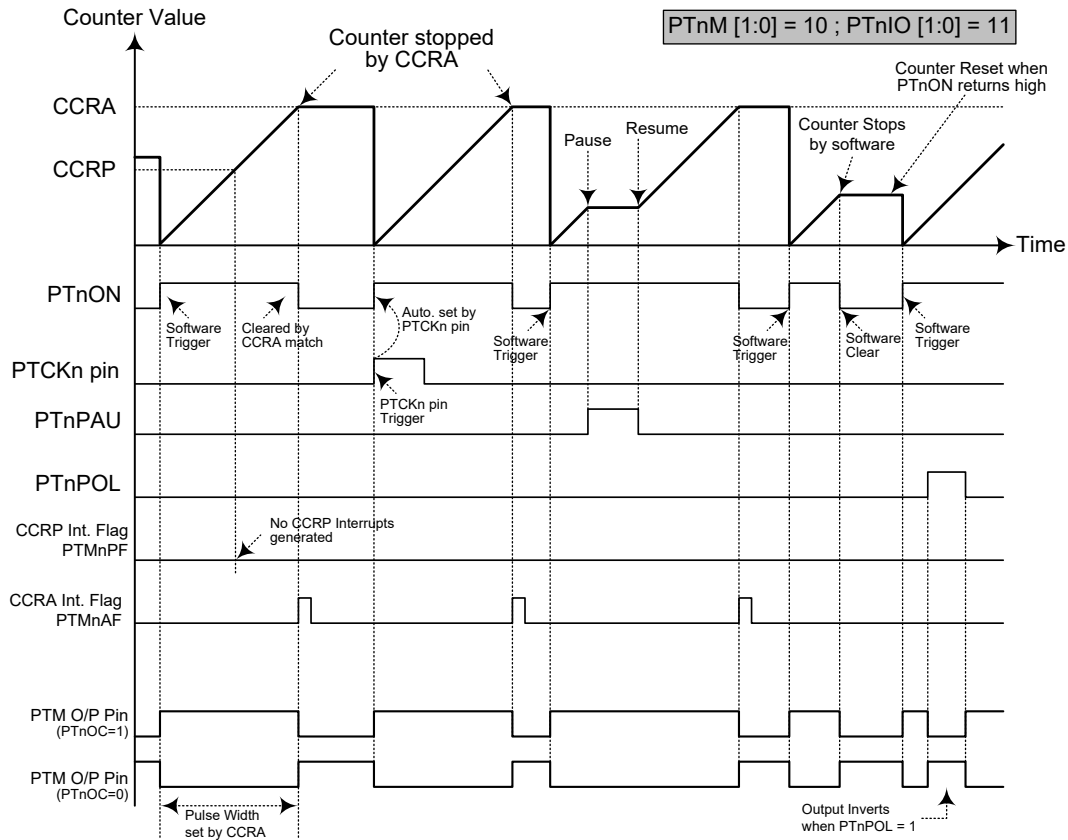 Counter Value
PTnM [1:0] = 10 ; PTnIO [1:0] = 11
Counter stopped
by CCRA
Counter Reset when
PTnON returns high
CCRA
Pause
Resume
Counter Stops
by software
CCRP
Time
PTnON
Software
Trigger
Cleared by
CCRA match
Auto. set by
PTCKn pin
Software
Trigger
Software
Trigger
Software
Clear
Software
Trigger
PTCKn pin
PTCKn pin
Trigger
PTnPAU
PTnPOL
CCRP Int. Flag
PTMnPF
No CCRP Interrupts
generated
CCRA Int. Flag
PTMnAF
PTM O/P Pin
(PTnOC=1)
PTM O/P Pin
(PTnOC=0)
Pulse Width
set by CCRA
Output Inverts
when PTnPOL = 1